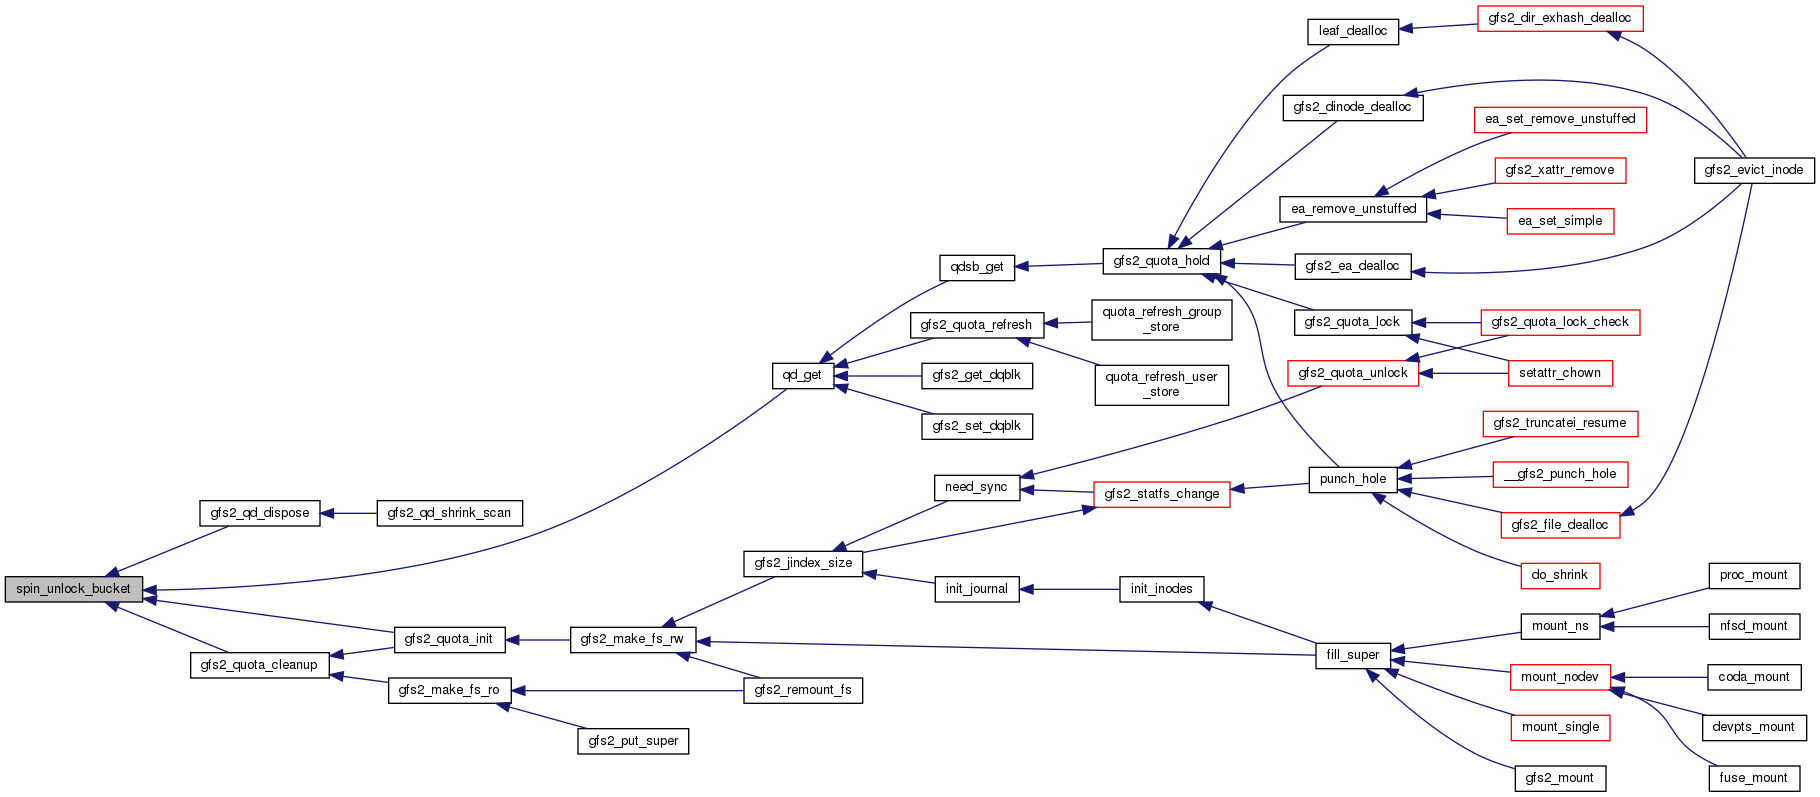 leaf_dealloc
gfs2_dir_exhash_dealloc
gfs2_dinode_dealloc
ea_set_remove_unstuffed
gfs2_xattr_remove
gfs2_evict_inode
ea_remove_unstuffed
ea_set_simple
qdsb_get
gfs2_quota_hold
gfs2_ea_dealloc
gfs2_quota_refresh
quota_refresh_group
_store
gfs2_quota_lock
gfs2_quota_lock_check
qd_get
gfs2_get_dqblk
quota_refresh_user
_store
gfs2_quota_unlock
setattr_chown
gfs2_set_dqblk
gfs2_truncatei_resume
need_sync
gfs2_statfs_change
punch_hole
__gfs2_punch_hole
gfs2_qd_dispose
gfs2_qd_shrink_scan
gfs2_file_dealloc
gfs2_jindex_size
spin_unlock_bucket
init_journal
init_inodes
do_shrink
proc_mount
gfs2_quota_init
gfs2_make_fs_rw
mount_ns
nfsd_mount
gfs2_quota_cleanup
fill_super
gfs2_make_fs_ro
gfs2_remount_fs
mount_nodev
coda_mount
gfs2_put_super
mount_single
devpts_mount
gfs2_mount
fuse_mount